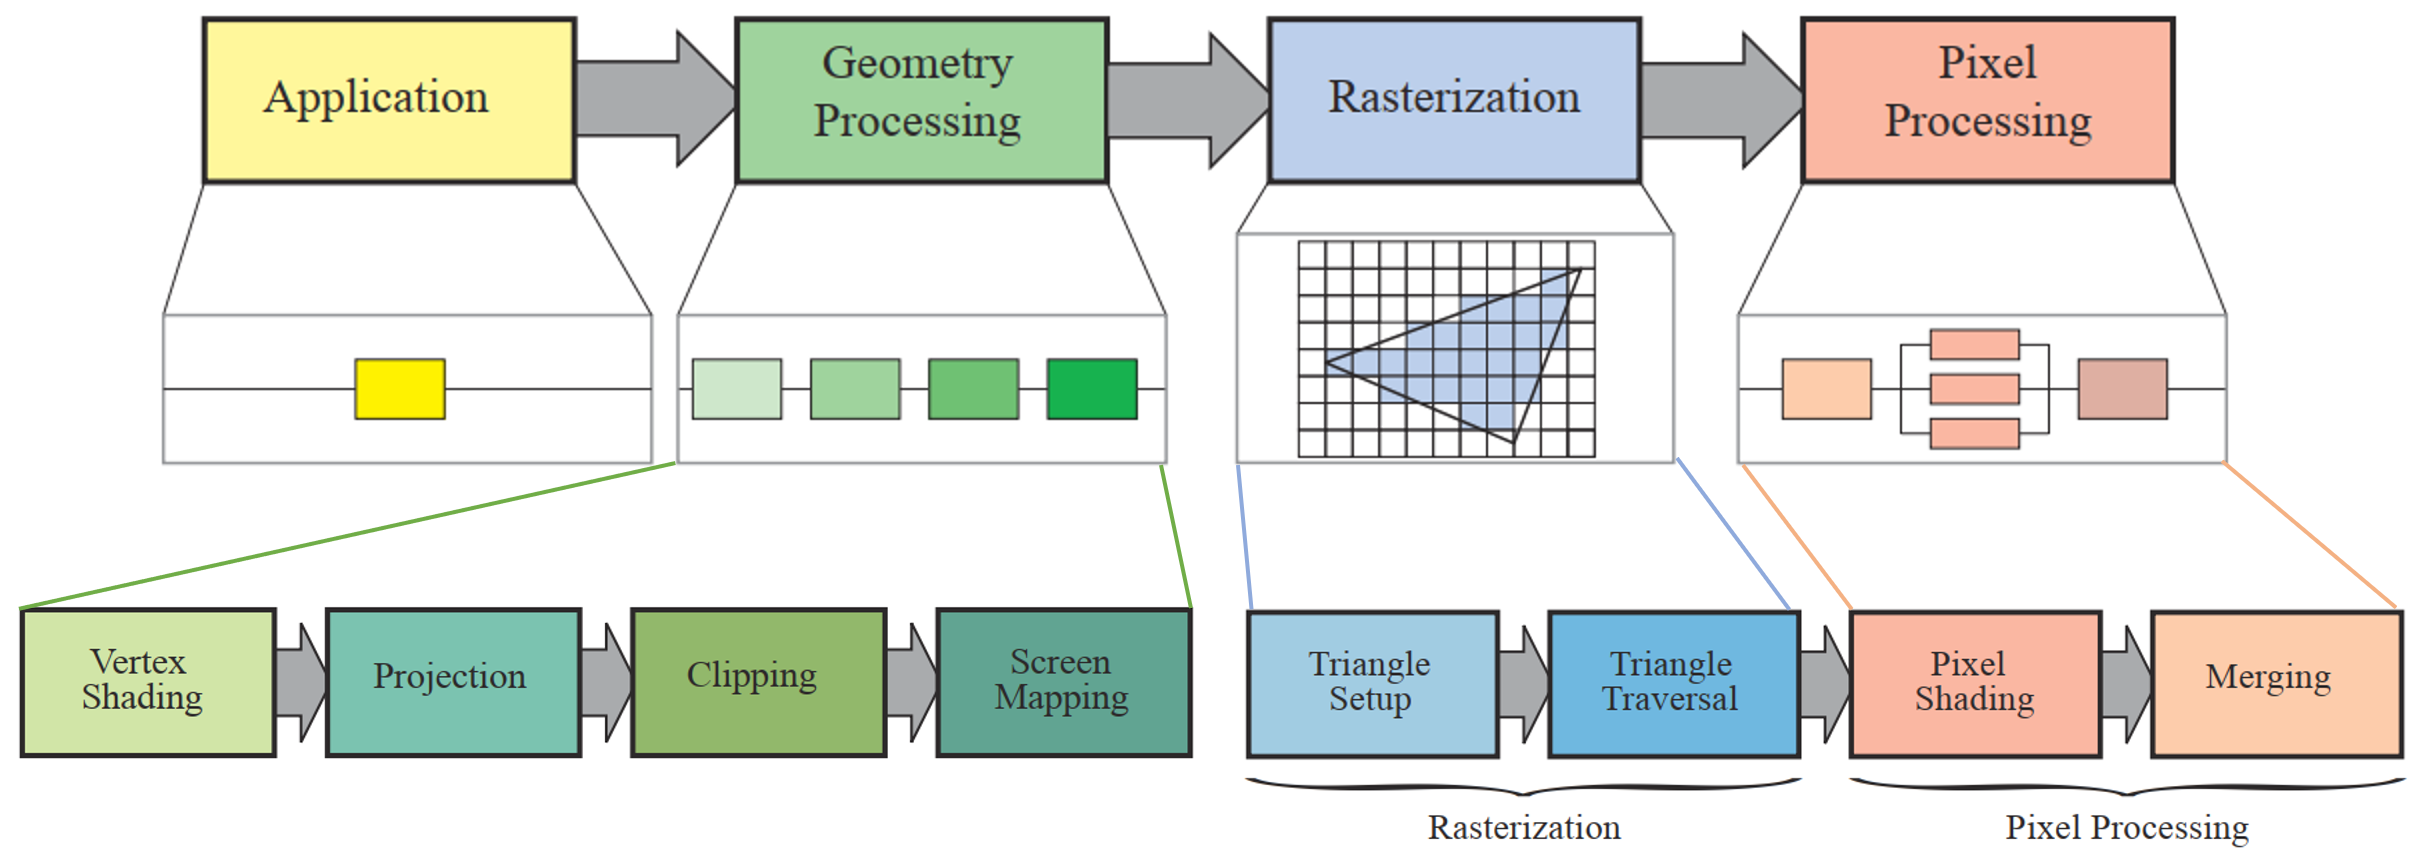 Application
Geometry
Processing
Rasterization
Pixel
Processing
Vertex
Shading
Projection
Clipping
Screen
Mapping
Triangle
Setup
Triangle
Traversal
Pixel
Shading
Merging
Rasterization
Pixel Processing